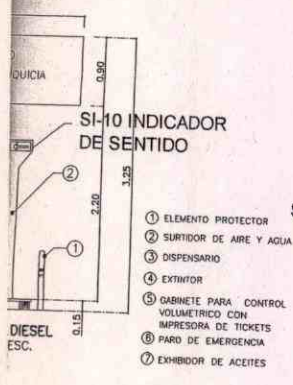 QUICIA
0.90
SI-10 INDICADOR
DE SENTIDO
2
3.25
2.20
1
1 ELEMENTO PROTECTOR
2 SURTIDOR DE AIRE Y AGUA
3 DISPENSARIO
4 EXTINTOR
5 GABINETE PARA CONTROL
VOLUMETRICO CON
IMPRESORA DE TICKETS
6 PARO DE EMERGENCIA
7 EXHIBIDOR DE ACEITES
0.15
DIESEL
ESC.